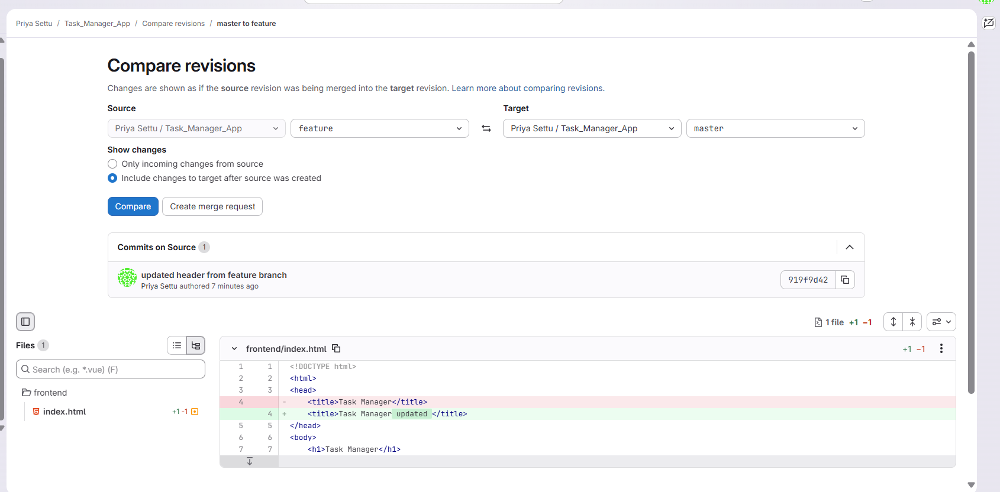 Priya Settu / Task_Manager_App / Compare revisions / master to feature
Compare revisions
Changes are shown as if the source revision was being merged into the target revision. Learn more about comparing revisions.
Source
Target
Priya Settu / Task_Manager_App
feature
Priya Settu / Task_Manager_App
master
Show changes
Only incoming changes from source
Include changes to target after source was created
Compare
Create merge request
Commits on Source 1
updated header from feature branch
Priya Settu authored 7 minutes ago
919f9d42
1 file +1 −1
Files 1
Search (e.g. *.vue) (F)
frontend
index.html +1 -1
frontend/index.html
+1 −1
1 1 <!DOCTYPE html>
2 2 <html>
3 3 <head>
4 - <title>Task Manager</title>
4 + <title>Task Manager updated </title>
5 5 </head>
6 6 <body>
7 7 <h1>Task Manager</h1>